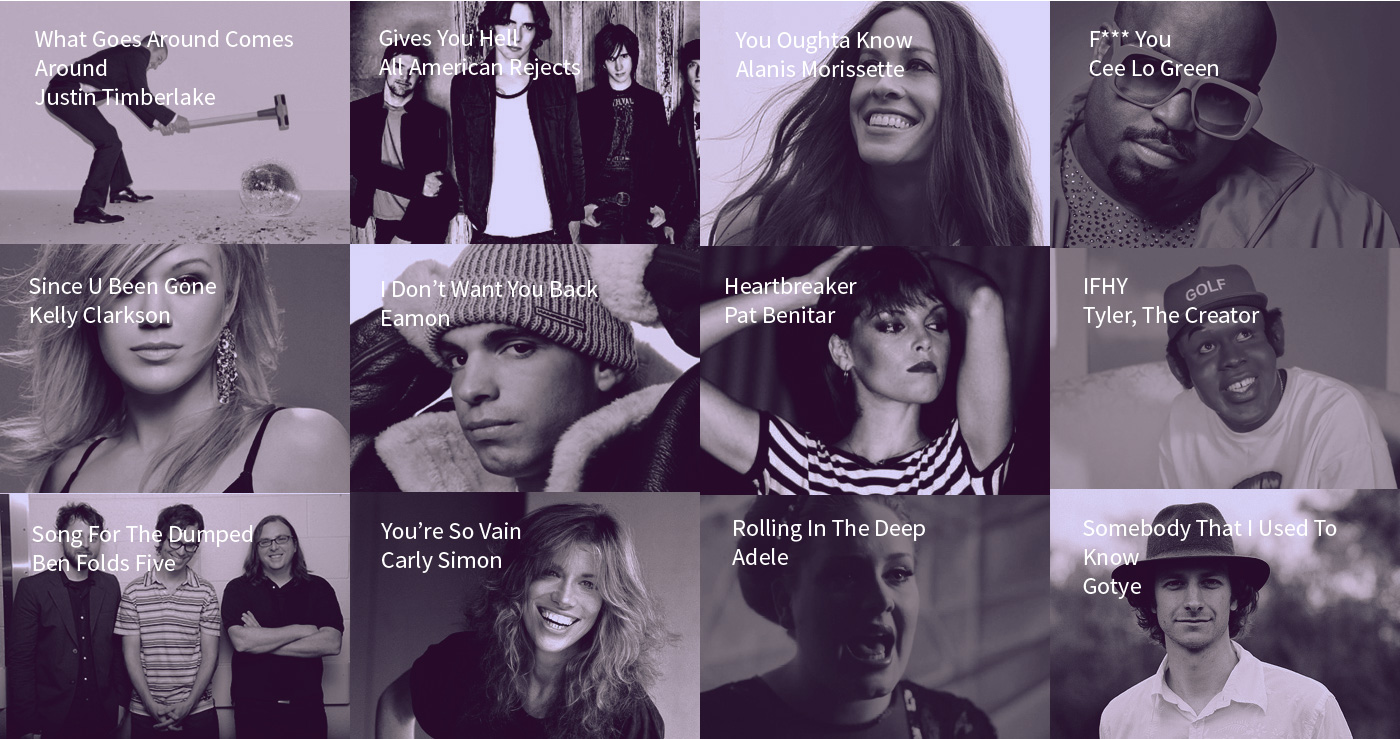 What Goes Around Comes
Around
Justin Timberlake
Gives You Hell
All American Rejects
You Oughta Know
Alanis Morissette
F*** You
Cee Lo Green
Since U Been Gone
Kelly Clarkson
I Don’t Want You Back
Eamon
Heartbreaker
Pat Benitar
IFHY
Tyler, The Creator
GOLF
Song For The Dumped
Ben Folds Five
You’re So Vain
Carly Simon
Rolling In The Deep
Adele
Somebody That I Used To
Know
Gotye